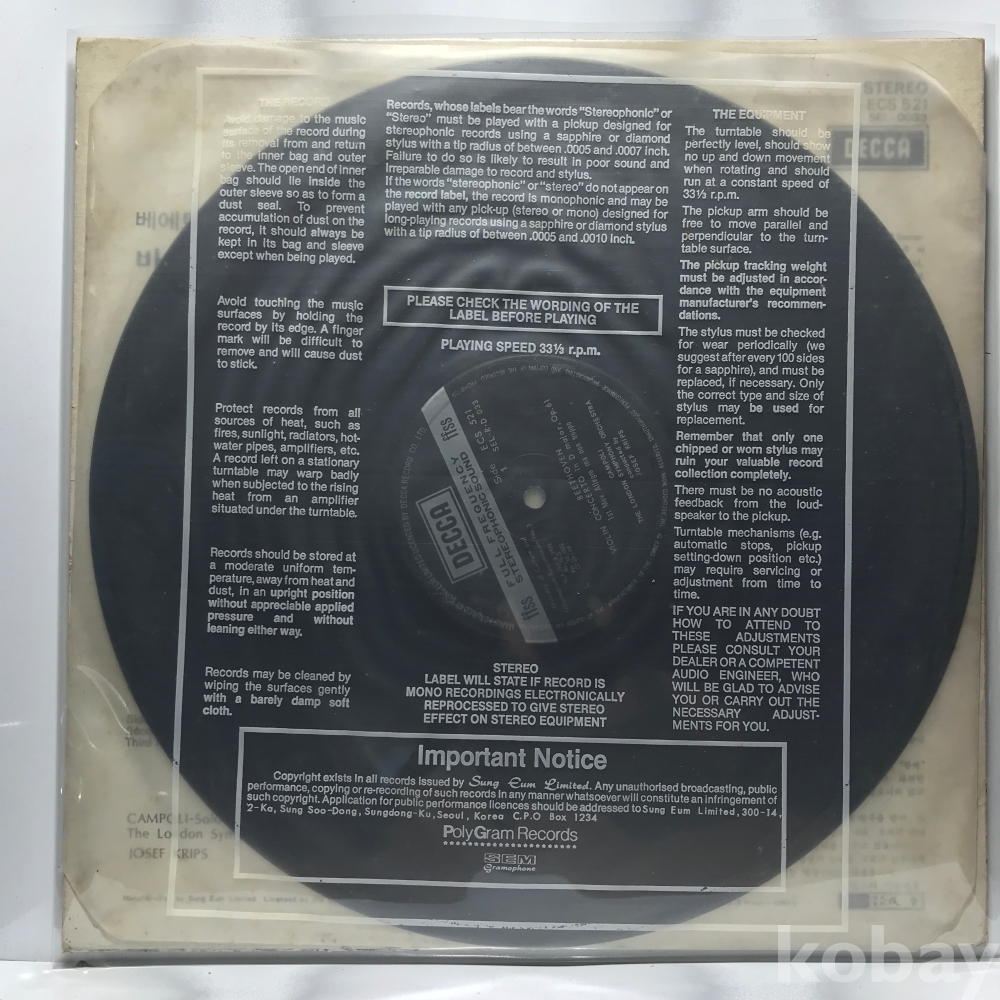 THE RECORD
Avoid damage to the music
surface of the record during
its removal from and return
to the inner bag and outer
sleeve. The open end of inner
bag should lie inside the
outer sleeve so as to form a
dust seal. To prevent
accumulation of dust on the
record, it should always be
kept in its bag and sleeve
except when being played.
Avoid touching the music
surfaces by holding the
record by its edge. A finger
mark will be difficult to
remove and will cause dust
to stick.
Protect records from all
sources of heat, such as
fires, sunlight, radiators, hot-
water pipes, amplifiers, etc.
A record left on a stationary
turntable may warp badly
when subjected to the rising
heat from an amplifier
situated under the turntable.
Records should be stored at
a moderate uniform tem-
perature, away from heat and
dust, in an upright position
without appreciable applied
pressure and without
leaning either way.
Records may be cleaned by
wiping the surfaces gently
with a barely damp soft
cloth.
Records, whose labels bear the words "Stereophonic" or
"Stereo" must be played with a pickup designed for
stereophonic records using a sapphire or diamond
stylus with a tip radius of between .0005 and .0007 inch.
Failure to do so is likely to result in poor sound and
irreparable damage to record and stylus.
If the words "stereophonic" or "stereo" do not appear on
the record label, the record is monophonic and may be
played with any pick-up (stereo or mono) designed for
long-playing records using a sapphire or diamond stylus
with a tip radius of between .0005 and .0010 inch.
PLEASE CHECK THE WORDING OF THE
LABEL BEFORE PLAYING
PLAYING SPEED 33⅓ r.p.m.
DECCA
FULL FREQUENCY
STEREOPHONIC SOUND
ffss
ffss
Side 1
ECS 521
BEETHOVEN
VIOLIN CONCERTO in D major, Op. 61
CAMPOLI
THE LONDON SYMPHONY ORCHESTRA
JOSEF KRIPS
STEREO
LABEL WILL STATE IF RECORD IS
MONO RECORDINGS ELECTRONICALLY
REPROCESSED TO GIVE STEREO
EFFECT ON STEREO EQUIPMENT
THE EQUIPMENT
The turntable should be
perfectly level, should show
no up and down movement
when rotating and should
run at a constant speed of
33⅓ r.p.m.
The pickup arm should be
free to move parallel and
perpendicular to the turn-
table surface.
The pickup tracking weight
must be adjusted in accor-
dance with the equipment
manufacturer's recommen-
dations.
The stylus must be checked
for wear periodically (we
suggest after every 100 sides
for a sapphire), and must be
replaced, if necessary. Only
the correct type and size of
stylus may be used for
replacement.
Remember that only one
chipped or worn stylus may
ruin your valuable record
collection completely.
There must be no acoustic
feedback from the loud-
speaker to the pickup.
Turntable mechanisms (e.g.
automatic stops, pickup
setting-down position etc.)
may require servicing or
adjustment from time to
time.
IF YOU ARE IN ANY DOUBT
HOW TO ATTEND TO
THESE ADJUSTMENTS
PLEASE CONSULT YOUR
DEALER OR A COMPETENT
AUDIO ENGINEER, WHO
WILL BE GLAD TO ADVISE
YOU OR CARRY OUT THE
NECESSARY ADJUST-
MENTS FOR YOU.
STEREO
ECS 521
DECCA
베에
Important Notice
Copyright exists in all records issued by Sung Eum Limited. Any unauthorised broadcasting, public
performance, copying or re-recording of such records in any manner whatsoever will constitute an infringement of
such copyright. Application for public performance licences should be addressed to Sung Eum Limited, 300-14,
2-Ka, Sung Soo-Dong, Sungdong-Ku, Seoul, Korea C.P.O Box 1234
PolyGram Records
SEM
Gramophone
CAMPOLI-Solo
The London Sym
JOSEF KRIPS
kobay